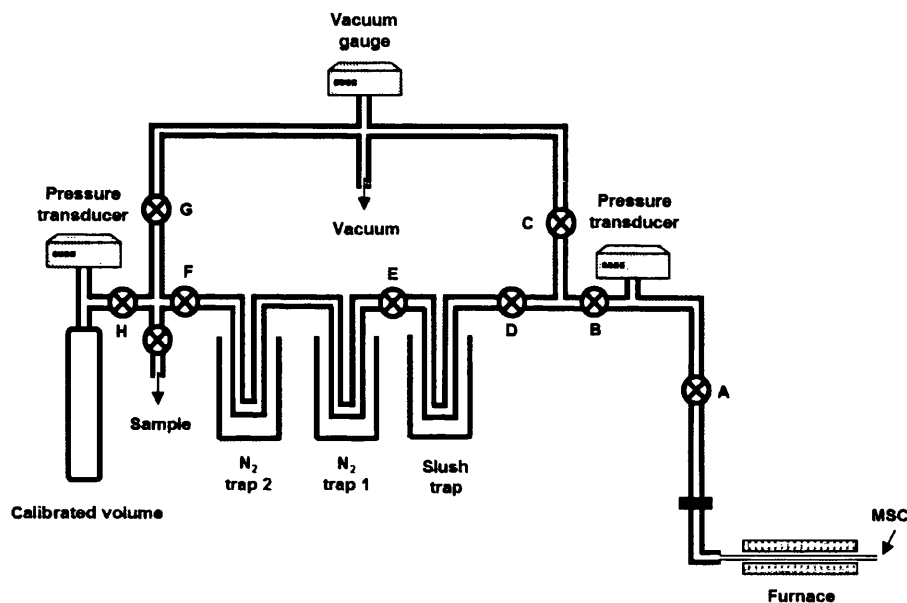 Vacuum
gauge
Pressure
transducer
G
Vacuum
C
Pressure
transducer
F
E
H
D
B
A
Sample
N₂
trap 2
N₂
trap 1
Slush
trap
Calibrated volume
MSC
Furnace